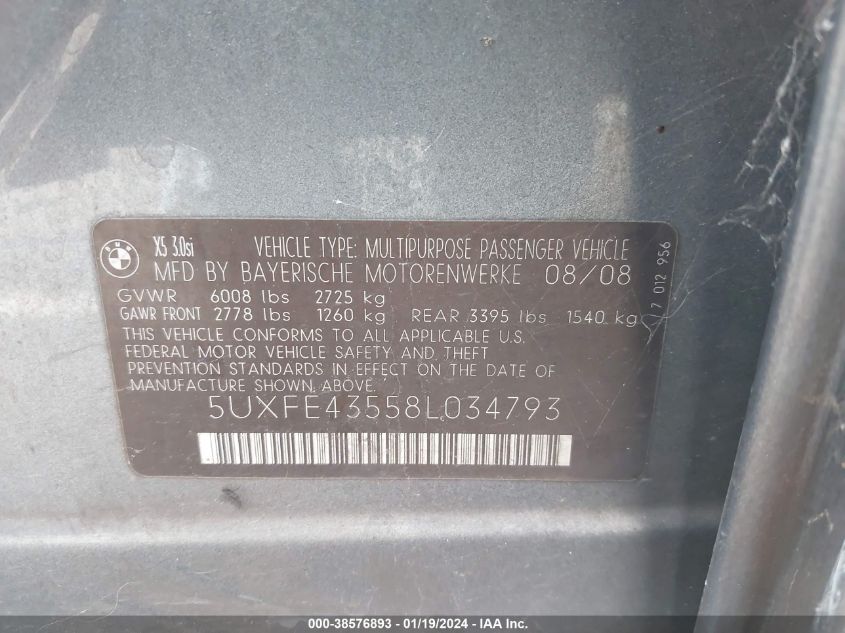 BMW
X5 3.0si VEHICLE TYPE: MULTIPURPOSE PASSENGER VEHICLE
MFD BY BAYERISCHE MOTORENWERKE 08/08
GVWR 6008 lbs 2725 kg
GAWR FRONT 2778 lbs 1260 kg REAR 3395 lbs 1540 kg
THIS VEHICLE CONFORMS TO ALL APPLICABLE U.S.
FEDERAL MOTOR VEHICLE SAFETY AND THEFT
PREVENTION STANDARDS IN EFFECT ON THE DATE OF
MANUFACTURE SHOWN ABOVE.
5UXFE43558L034793
7 012 956
000-38576893 - 01/19/2024 - IAA Inc.